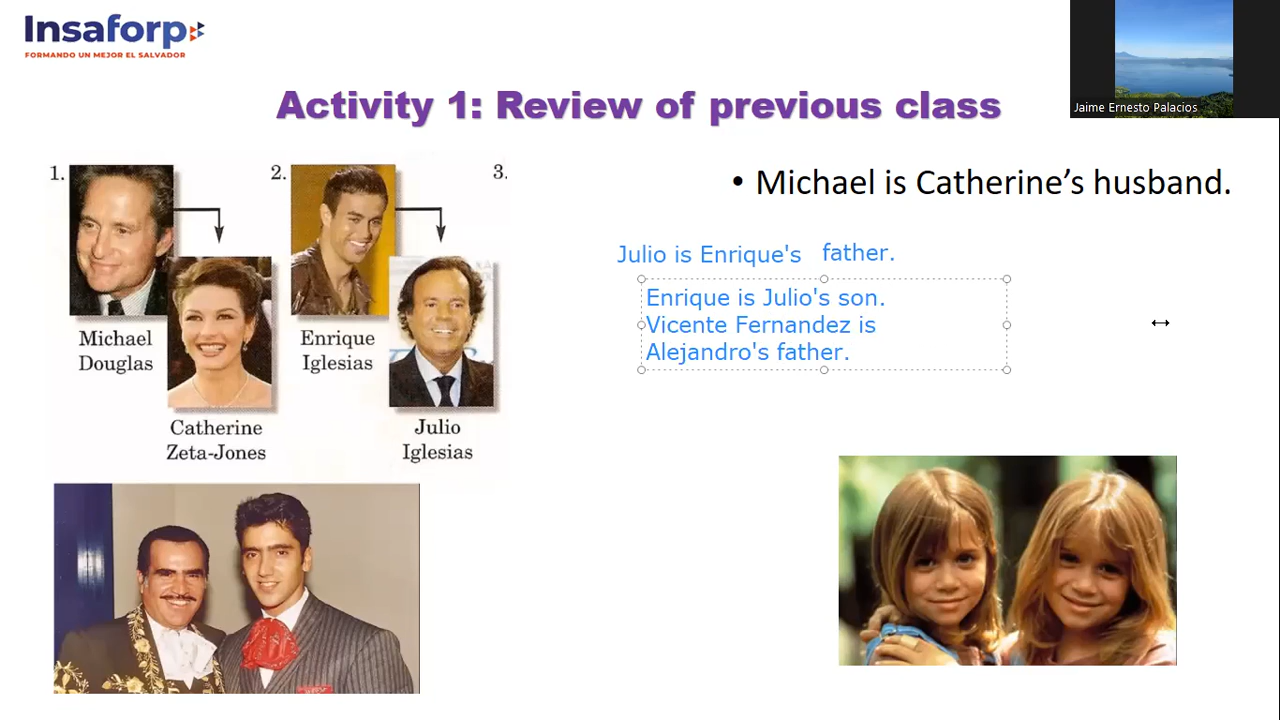 Insaforp
FORMANDO UN MEJOR EL SALVADOR
Jaime Ernesto Palacios
Activity 1: Review of previous class
1.
2.
3.
• Michael is Catherine’s husband.
Julio is Enrique's father.
Enrique is Julio's son.
Vicente Fernandez is
Alejandro's father.
Michael
Douglas
Enrique
Iglesias
Catherine
Zeta-Jones
Julio
Iglesias